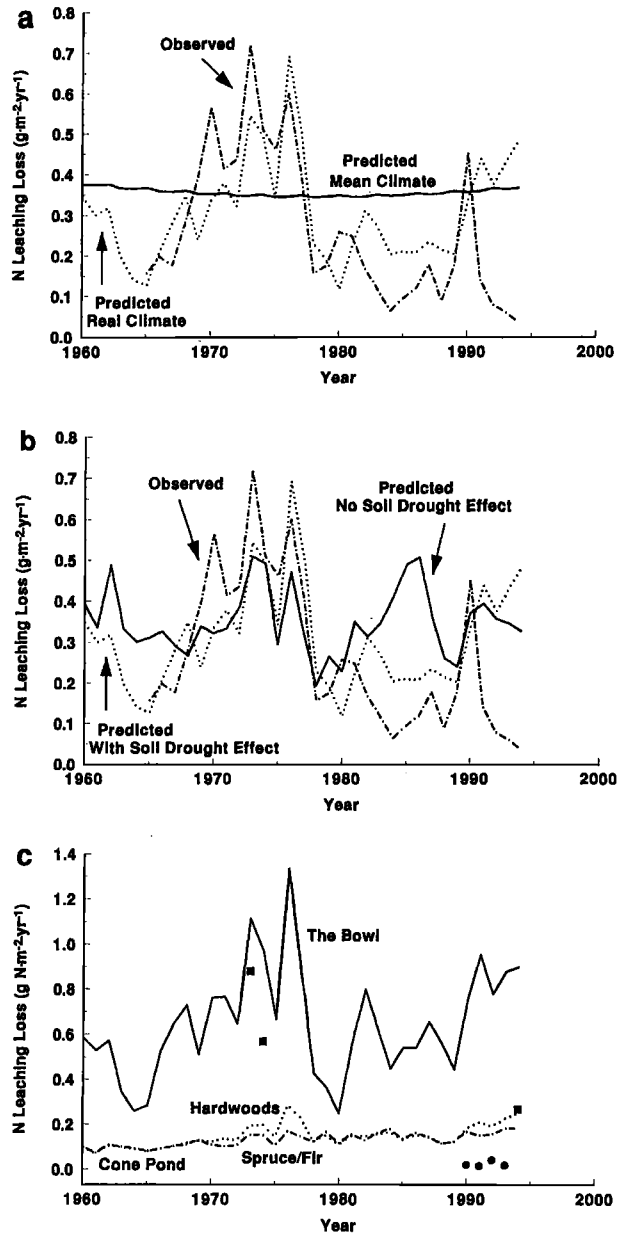 a
N Leaching Loss (g·m-2·yr-1)
0.8
0.7
0.6
0.5
0.4
0.3
0.2
0.1
0.0
Observed
Predicted
Mean Climate
Predicted
Real Climate
1960 1970 1980 1990 2000
Year
b
N Leaching Loss (g·m-2·yr-1)
0.8
0.7
0.6
0.5
0.4
0.3
0.2
0.1
0.0
Observed
Predicted
No Soil Drought Effect
Predicted
With Soil Drought Effect
1960 1970 1980 1990 2000
Year
c
N Leaching Loss (g N·m-2·yr-1)
1.4
1.2
1.0
0.8
0.6
0.4
0.2
0.0
The Bowl
Hardwoods
Cone Pond
Spruce/Fir
1960 1970 1980 1990 2000
Year